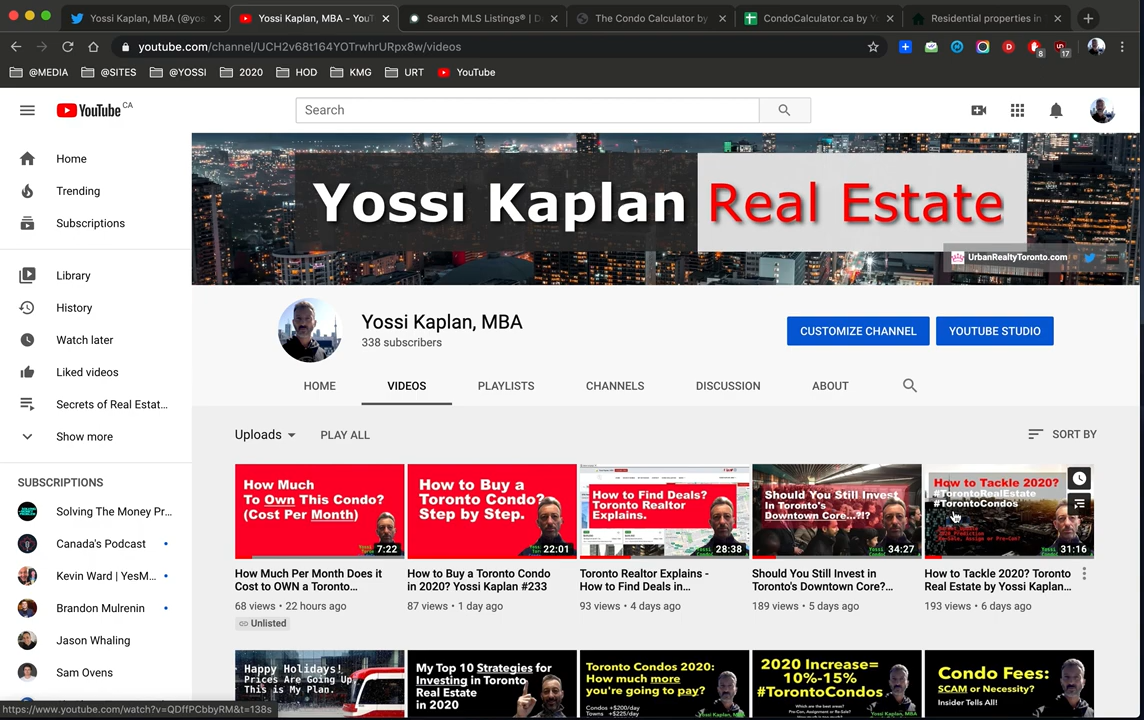 Yossi Kaplan, MBA (@yos
Yossi Kaplan, MBA - YouT
Search MLS Listings® | D
The Condo Calculator by
CondoCalculator.ca by Y
Residential properties in
youtube.com/channel/UCH2v68t164YOTrwhrURpx8w/videos
8
17
@MEDIA
@SITES
@YOSSI
2020
HOD
KMG
URT
YouTube
YouTube CA
Search
Home
Trending
Subscriptions
Library
History
Watch later
Liked videos
Secrets of Real Estat...
Show more
SUBSCRIPTIONS
Solving The Money Pr...
Canada's Podcast
Kevin Ward | YesM...
Brandon Mulrenin
Jason Whaling
Sam Ovens
Yossi Kaplan Real Estate
UrbanRealtyToronto.com
Yossi Kaplan, MBA
338 subscribers
CUSTOMIZE CHANNEL
YOUTUBE STUDIO
HOME
VIDEOS
PLAYLISTS
CHANNELS
DISCUSSION
ABOUT
Uploads
PLAY ALL
SORT BY
How Much
To Own This Condo?
(Cost Per Month)
7:22
How Much Per Month Does it
Cost to OWN a Toronto...
68 views • 22 hours ago
Unlisted
How to Buy a
Toronto Condo?
Step by Step.
22:01
How to Buy a Toronto Condo
in 2020? Yossi Kaplan #233
87 views • 1 day ago
How to Find Deals?
Toronto Realtor
Explains.
28:38
Toronto Realtor Explains -
How to Find Deals in...
93 views • 4 days ago
Should You Still Invest
In Toronto's
Downtown Core...?!?
34:27
Should You Still Invest in
Toronto's Downtown Core?...
189 views • 5 days ago
How to Tackle 2020?
#TorontoRealEstate
#TorontoCondos
31:16
How to Tackle 2020? Toronto
Real Estate by Yossi Kaplan...
193 views • 6 days ago
Happy Holidays!
Prices Are Going Up
This is My Plan.
My Top 10 Strategies for
Investing in Toronto
Real Estate
in 2020
Toronto Condos 2020:
How much more
you're going to pay?
Condos +$200/day
Towns +$225/day
2020 Increase=
10%-15%
#TorontoCondos
Yossi Kaplan, MBA
Condo Fees:
SCAM or Necessity?
Insider Tells All!
https://www.youtube.com/watch?v=QDffPCbbyRM&t=138s